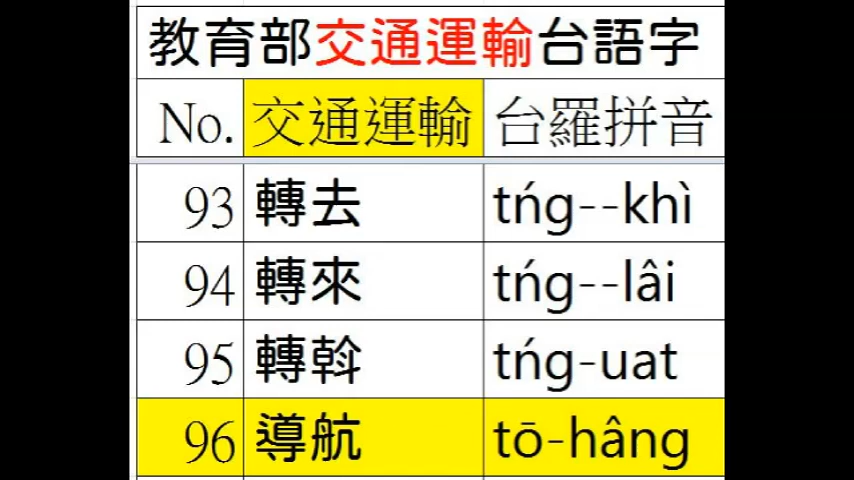 教育部交通運輸台語字
No. 交通運輸 台羅拼音
93 轉去 tńg--khì
94 轉來 tńg--lâi
95 轉斡 tńg-uat
96 導航 tō-hâng